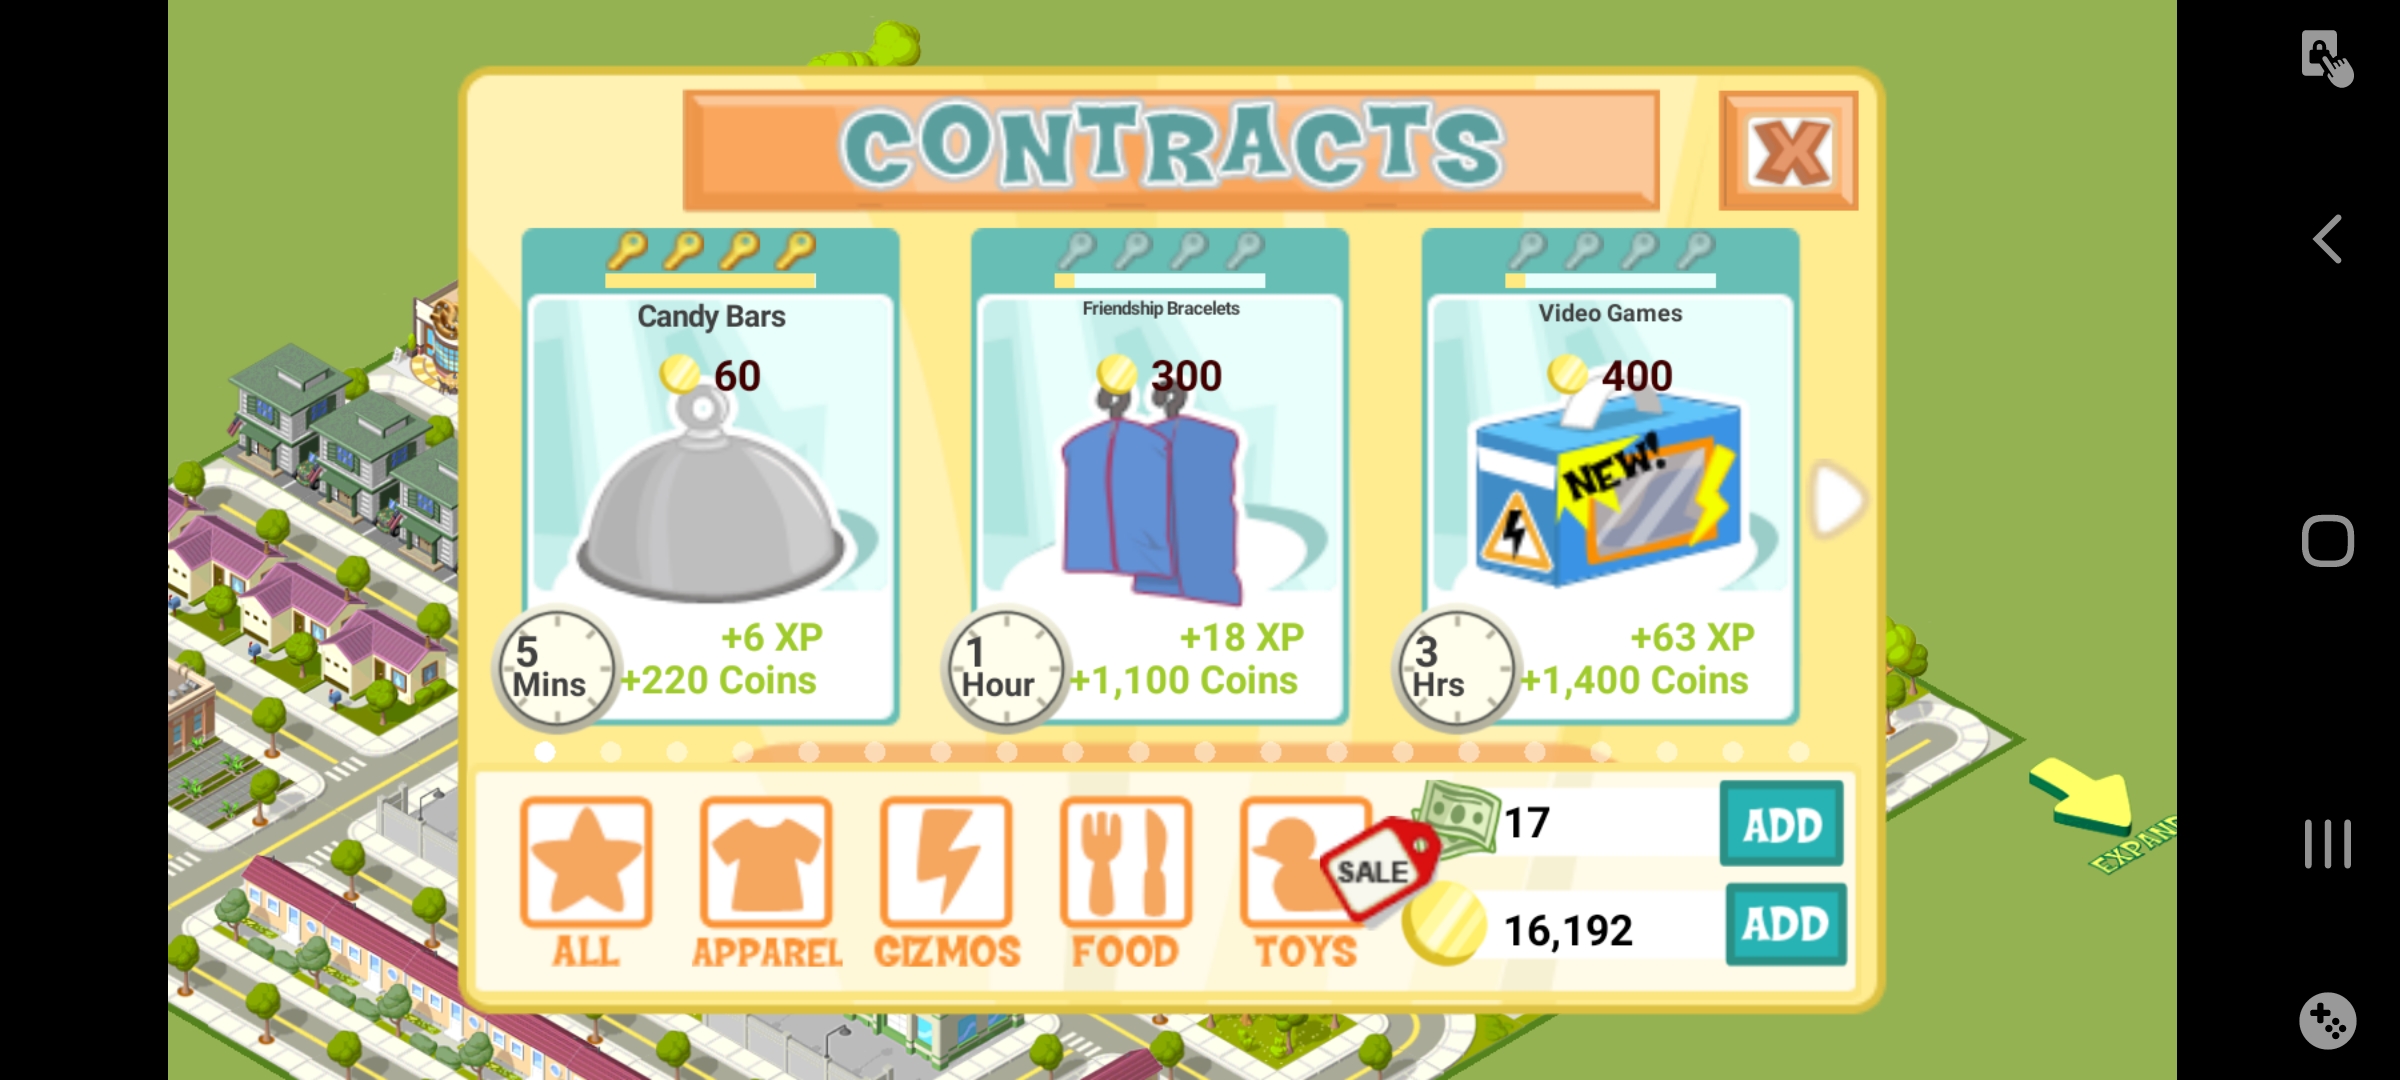 CONTRACTS
X
Candy Bars
60
5
Mins
+6 XP
+220 Coins
Friendship Bracelets
300
1
Hour
+18 XP
+1,100 Coins
Video Games
400
NEW!
3
Hrs
+63 XP
+1,400 Coins
ALL
APPAREL
GIZMOS
FOOD
TOYS
SALE
17
ADD
16,192
ADD
EXPAND